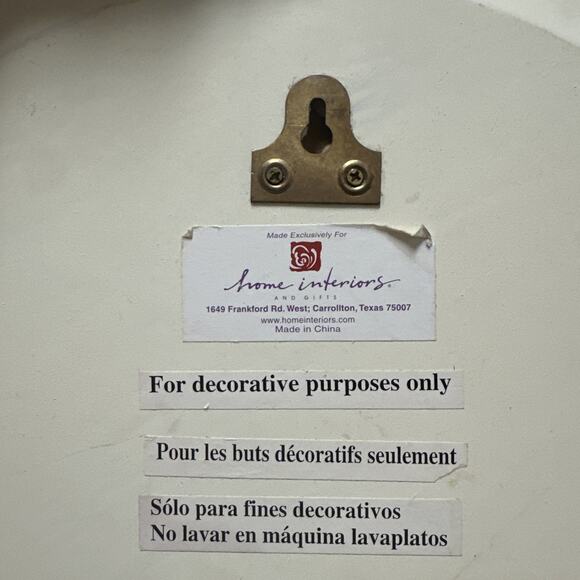 Made Exclusively For
home interiors®
AND GIFTS
1649 Frankford Rd. West; Carrollton, Texas 75007
www.homeinteriors.com
Made in China
For decorative purposes only
Pour les buts décoratifs seulement
Sólo para fines decorativos
No lavar en máquina lavaplatos